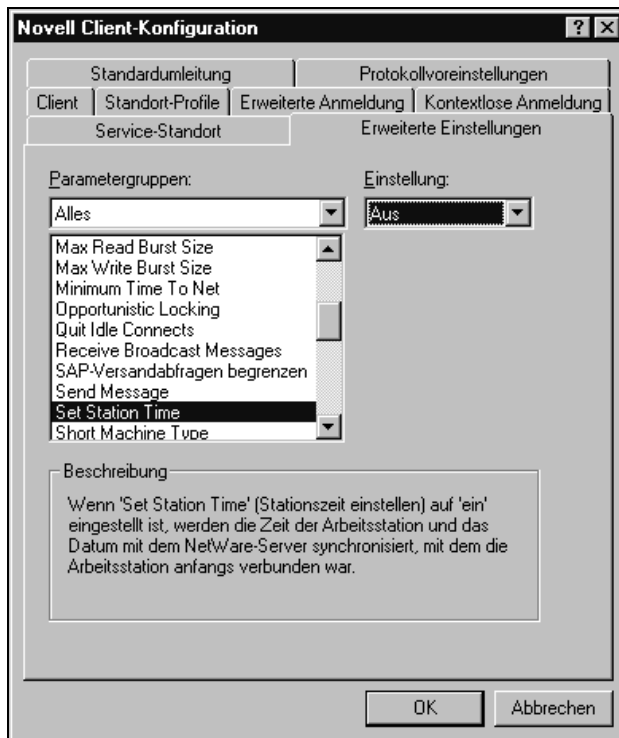 Novell Client-Konfiguration
Standardumleitung
Protokollvoreinstellungen
Client
Standort-Profile
Erweiterte Anmeldung
Kontextlose Anmeldung
Service-Standort
Erweiterte Einstellungen
Parametergruppen:
Einstellung:
Alles
Aus
Max Read Burst Size
Max Write Burst Size
Minimum Time To Net
Opportunistic Locking
Quit Idle Connects
Receive Broadcast Messages
SAP-Versandabfragen begrenzen
Send Message
Set Station Time
Short Machine Type
Beschreibung
Wenn 'Set Station Time' (Stationszeit einstellen) auf 'ein'
eingestellt ist, werden die Zeit der Arbeitsstation und das
Datum mit dem NetWare-Server synchronisiert, mit dem die
Arbeitsstation anfangs verbunden war.
OK
Abbrechen